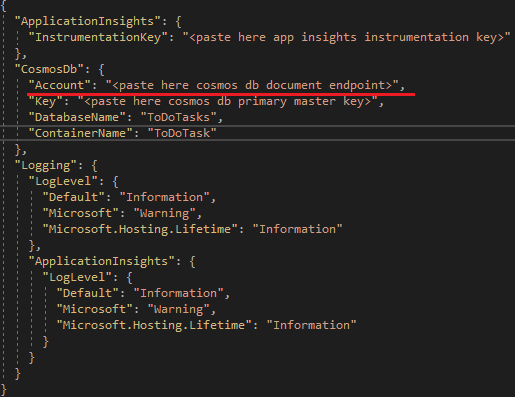 {
"ApplicationInsights": {
"InstrumentationKey": "<paste here app insights instrumentation key>"
},
"CosmosDb": {
"Account": "<paste here cosmos db document endpoint>",
"Key": "<paste here cosmos db primary master key>",
"DatabaseName": "ToDoTasks",
"ContainerName": "ToDoTask"
},
"Logging": {
"LogLevel": {
"Default": "Information",
"Microsoft": "Warning",
"Microsoft.Hosting.Lifetime": "Information"
},
"ApplicationInsights": {
"LogLevel": {
"Default": "Information",
"Microsoft": "Warning",
"Microsoft.Hosting.Lifetime": "Information"
}
}
}
}